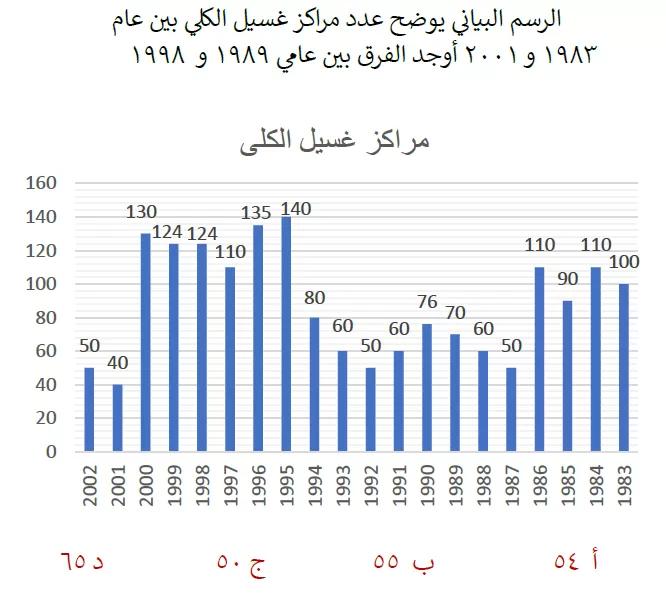 الرسم البياني يوضح عدد مراكز غسيل الكلي بين عام
١٩٨٣ و ٢٠٠١ أوجد الفرق بين عامي ١٩٨٩ و ١٩٩٨
مراكز غسيل الكلى
160
140
120
100
80
60
40
20
0
50 40 130 124 124 110 135 140 80 60 50 60 76 70 60 50 110 90 110 100
2002 2001 2000 1999 1998 1997 1996 1995 1994 1993 1992 1991 1990 1989 1988 1987 1986 1985 1984 1983
أ ٥٤ ب ٥٥ ج ٥٠ د ٦٥